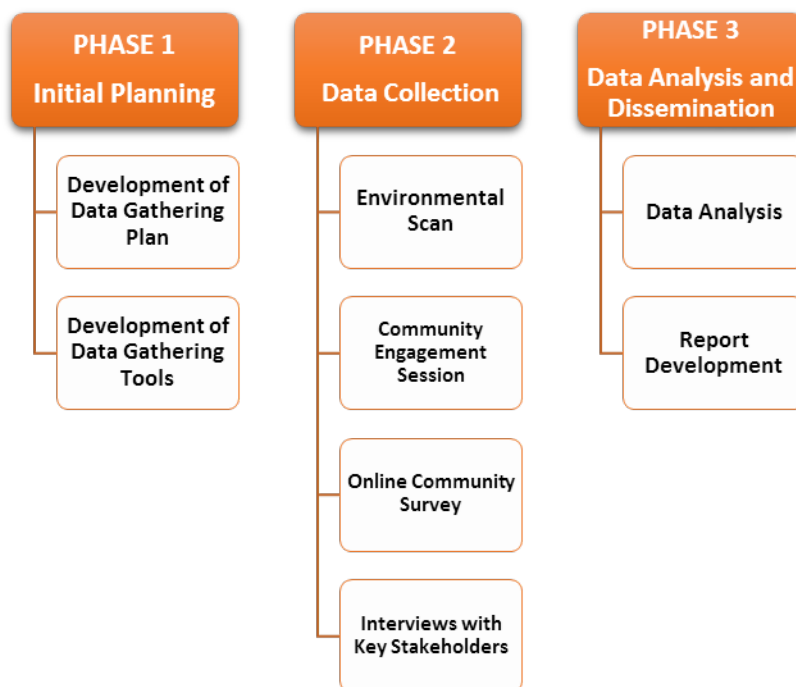 PHASE 1
Initial Planning
Development of
Data Gathering
Plan
Development of
Data Gathering
Tools
PHASE 2
Data Collection
Environmental
Scan
Community
Engagement
Session
Online Community
Survey
Interviews with
Key Stakeholders
PHASE 3
Data Analysis and
Dissemination
Data Analysis
Report
Development